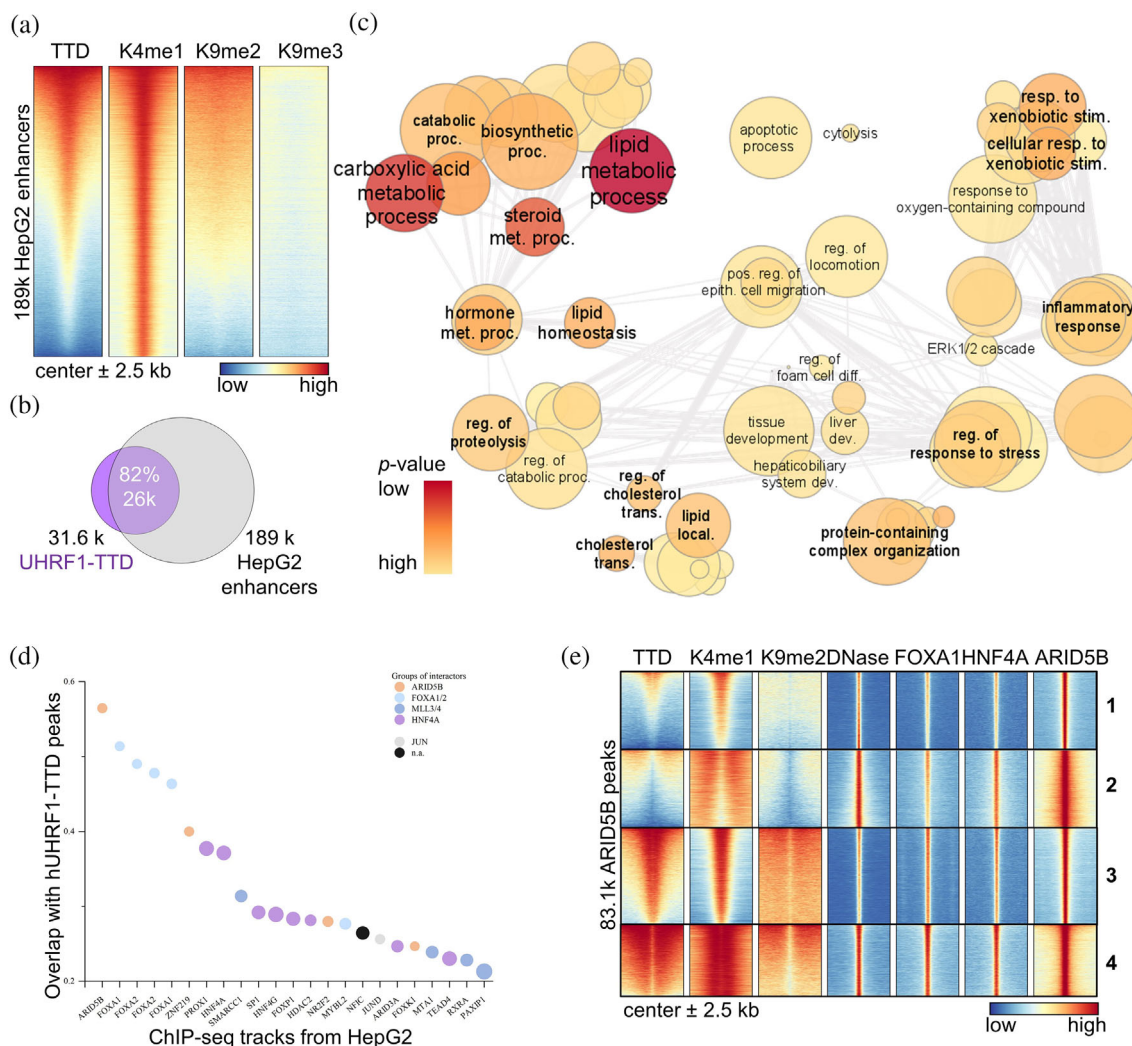 (a)
TTD K4me1 K9me2 K9me3
189k HepG2 enhancers
center ± 2.5 kb
low high
(b)
82%
26k
31.6 k
UHRF1-TTD
189 k
HepG2
enhancers
(c)
catabolic
proc.
biosynthetic
proc.
lipid
metabolic
process
carboxylic acid
metabolic
process
steroid
met. proc.
apoptotic
process
cytolysis
resp. to
xenobiotic stim.
cellular resp. to
xenobiotic stim.
response to
oxygen-containing compound
reg. of
locomotion
pos. reg. of
epith. cell migration
hormone
met. proc.
lipid
homeostasis
inflammatory
response
ERK1/2 cascade
reg. of
foam cell diff.
reg. of
proteolysis
reg. of
catabolic proc.
tissue
development
liver
dev.
hepaticobiliary
system dev.
reg. of
response to stress
reg. of
cholesterol
trans.
lipid
local.
cholesterol
trans.
protein-containing
complex organization
p-value
low
high
(d)
Overlap with hUHRF1-TTD peaks
0.6
0.4
0.2
Groups of interactors
ARID5B
FOXA1/2
MLL3/4
HNF4A
JUN
n.a.
ARID5B
FOXA1
FOXA2
FOXA2
FOXA1
ZNF219
PROX1
HNF4A
SMARCC1
SP1
HNF4G
FOXP1
HDAC2
NR2F2
MYBL2
NFIC
JUND
ARID3A
FOXK1
MTA1
TEAD4
RXRA
PAXIP1
ChIP-seq tracks from HepG2
(e)
TTD K4me1 K9me2 DNase FOXA1 HNF4A ARID5B
83.1k ARID5B peaks
1
2
3
4
center ± 2.5 kb
low high